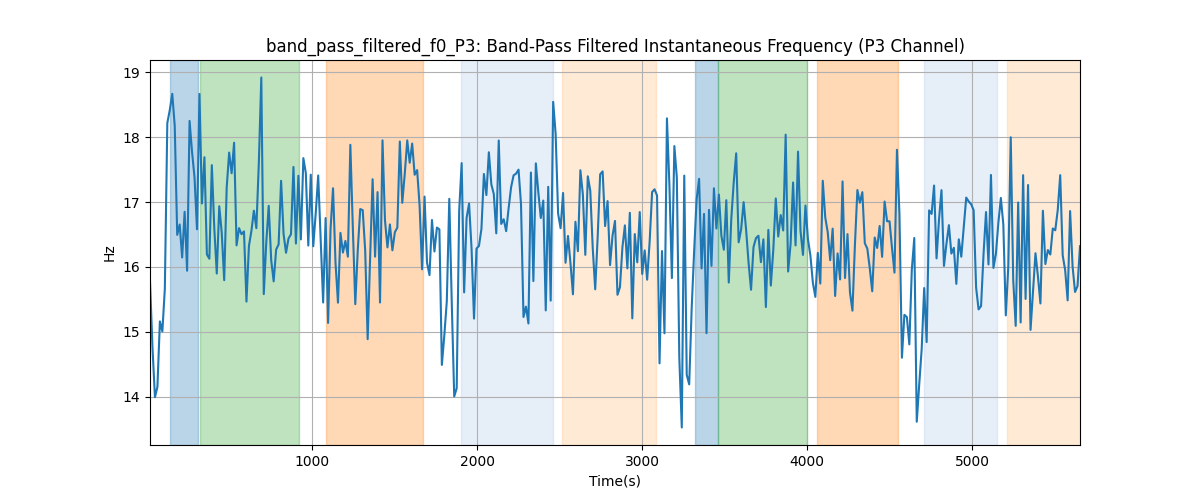 band_pass_filtered_f0_P3: Band-Pass Filtered Instantaneous Frequency (P3 Channel)
19
18
17
16
15
14
Hz
1000 2000 3000 4000 5000
Time(s)